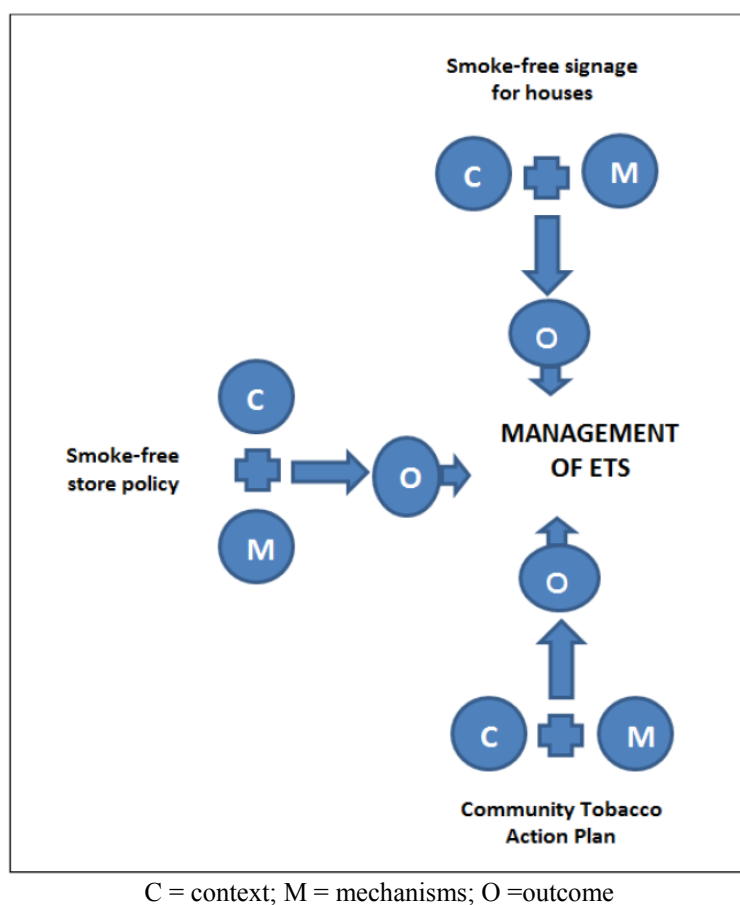 Smoke-free signage
for houses
C
M
O
C
Smoke-free
store policy
O
M
MANAGEMENT
OF ETS
O
C
M
Community Tobacco
Action Plan
C = context; M = mechanisms; O =outcome